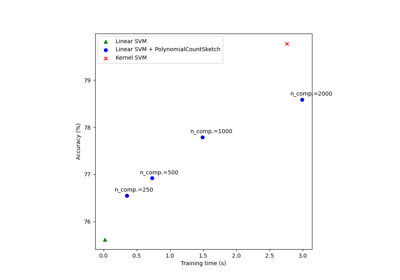 Linear SVM
Linear SVM + PolynomialCountSketch
Kernel SVM
79
n_comp.=2000
78
n_comp.=1000
77
n_comp.=500
n_comp.=250
76
Accuracy (%)
0.0 0.5 1.0 1.5 2.0 2.5 3.0
Training time (s)